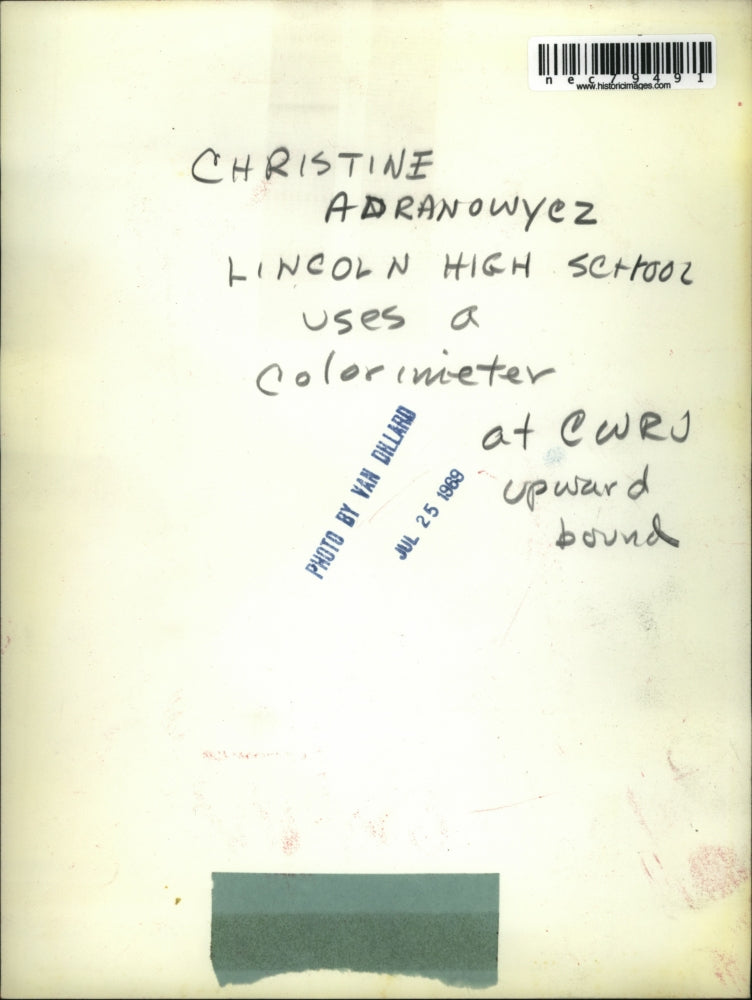 nec79491
www.historicimages.com
CHRISTINE
ADRANOWYCZ
LINCOLN HIGH SCHOOL
uses a
Colorimeter
at CWRU
upward
bound
PHOTO BY VAN DILLARD
JUL 25 1969